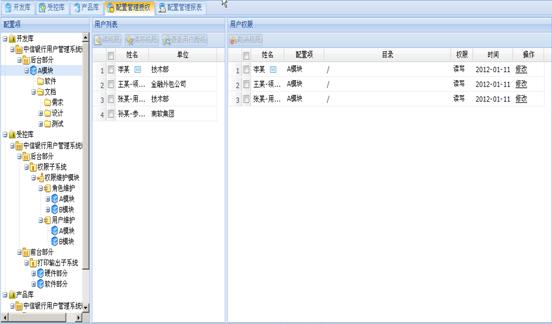 开发库 受控库 产品库 配置管理授权 配置管理报表
配置项
开发库
中信银行用户管理系统
后台部分
A模块
软件
文档
需求
设计
测试
受控库
中信银行用户管理系统
后台部分
权限子系统
权限维护模块
角色维护
A模块
B模块
用户维护
A模块
B模块
前台部分
打印输出子系统
硬件部分
软件部分
产品库
中信银行用户管理系统
用户列表
姓名 单位
1 李某 技术部
2 王某-项... 金融外包公司
3 张某-用... 技术部
4 孙某-参... 南软集团
用户权限
姓名 配置项 目录 权限 时间 操作
1 李某 A模块 / 读写 2012-01-11 修改
2 王某-项... A模块 / 读写 2012-01-11 修改
3 张某-用... A模块 / 读写 2012-01-11 修改